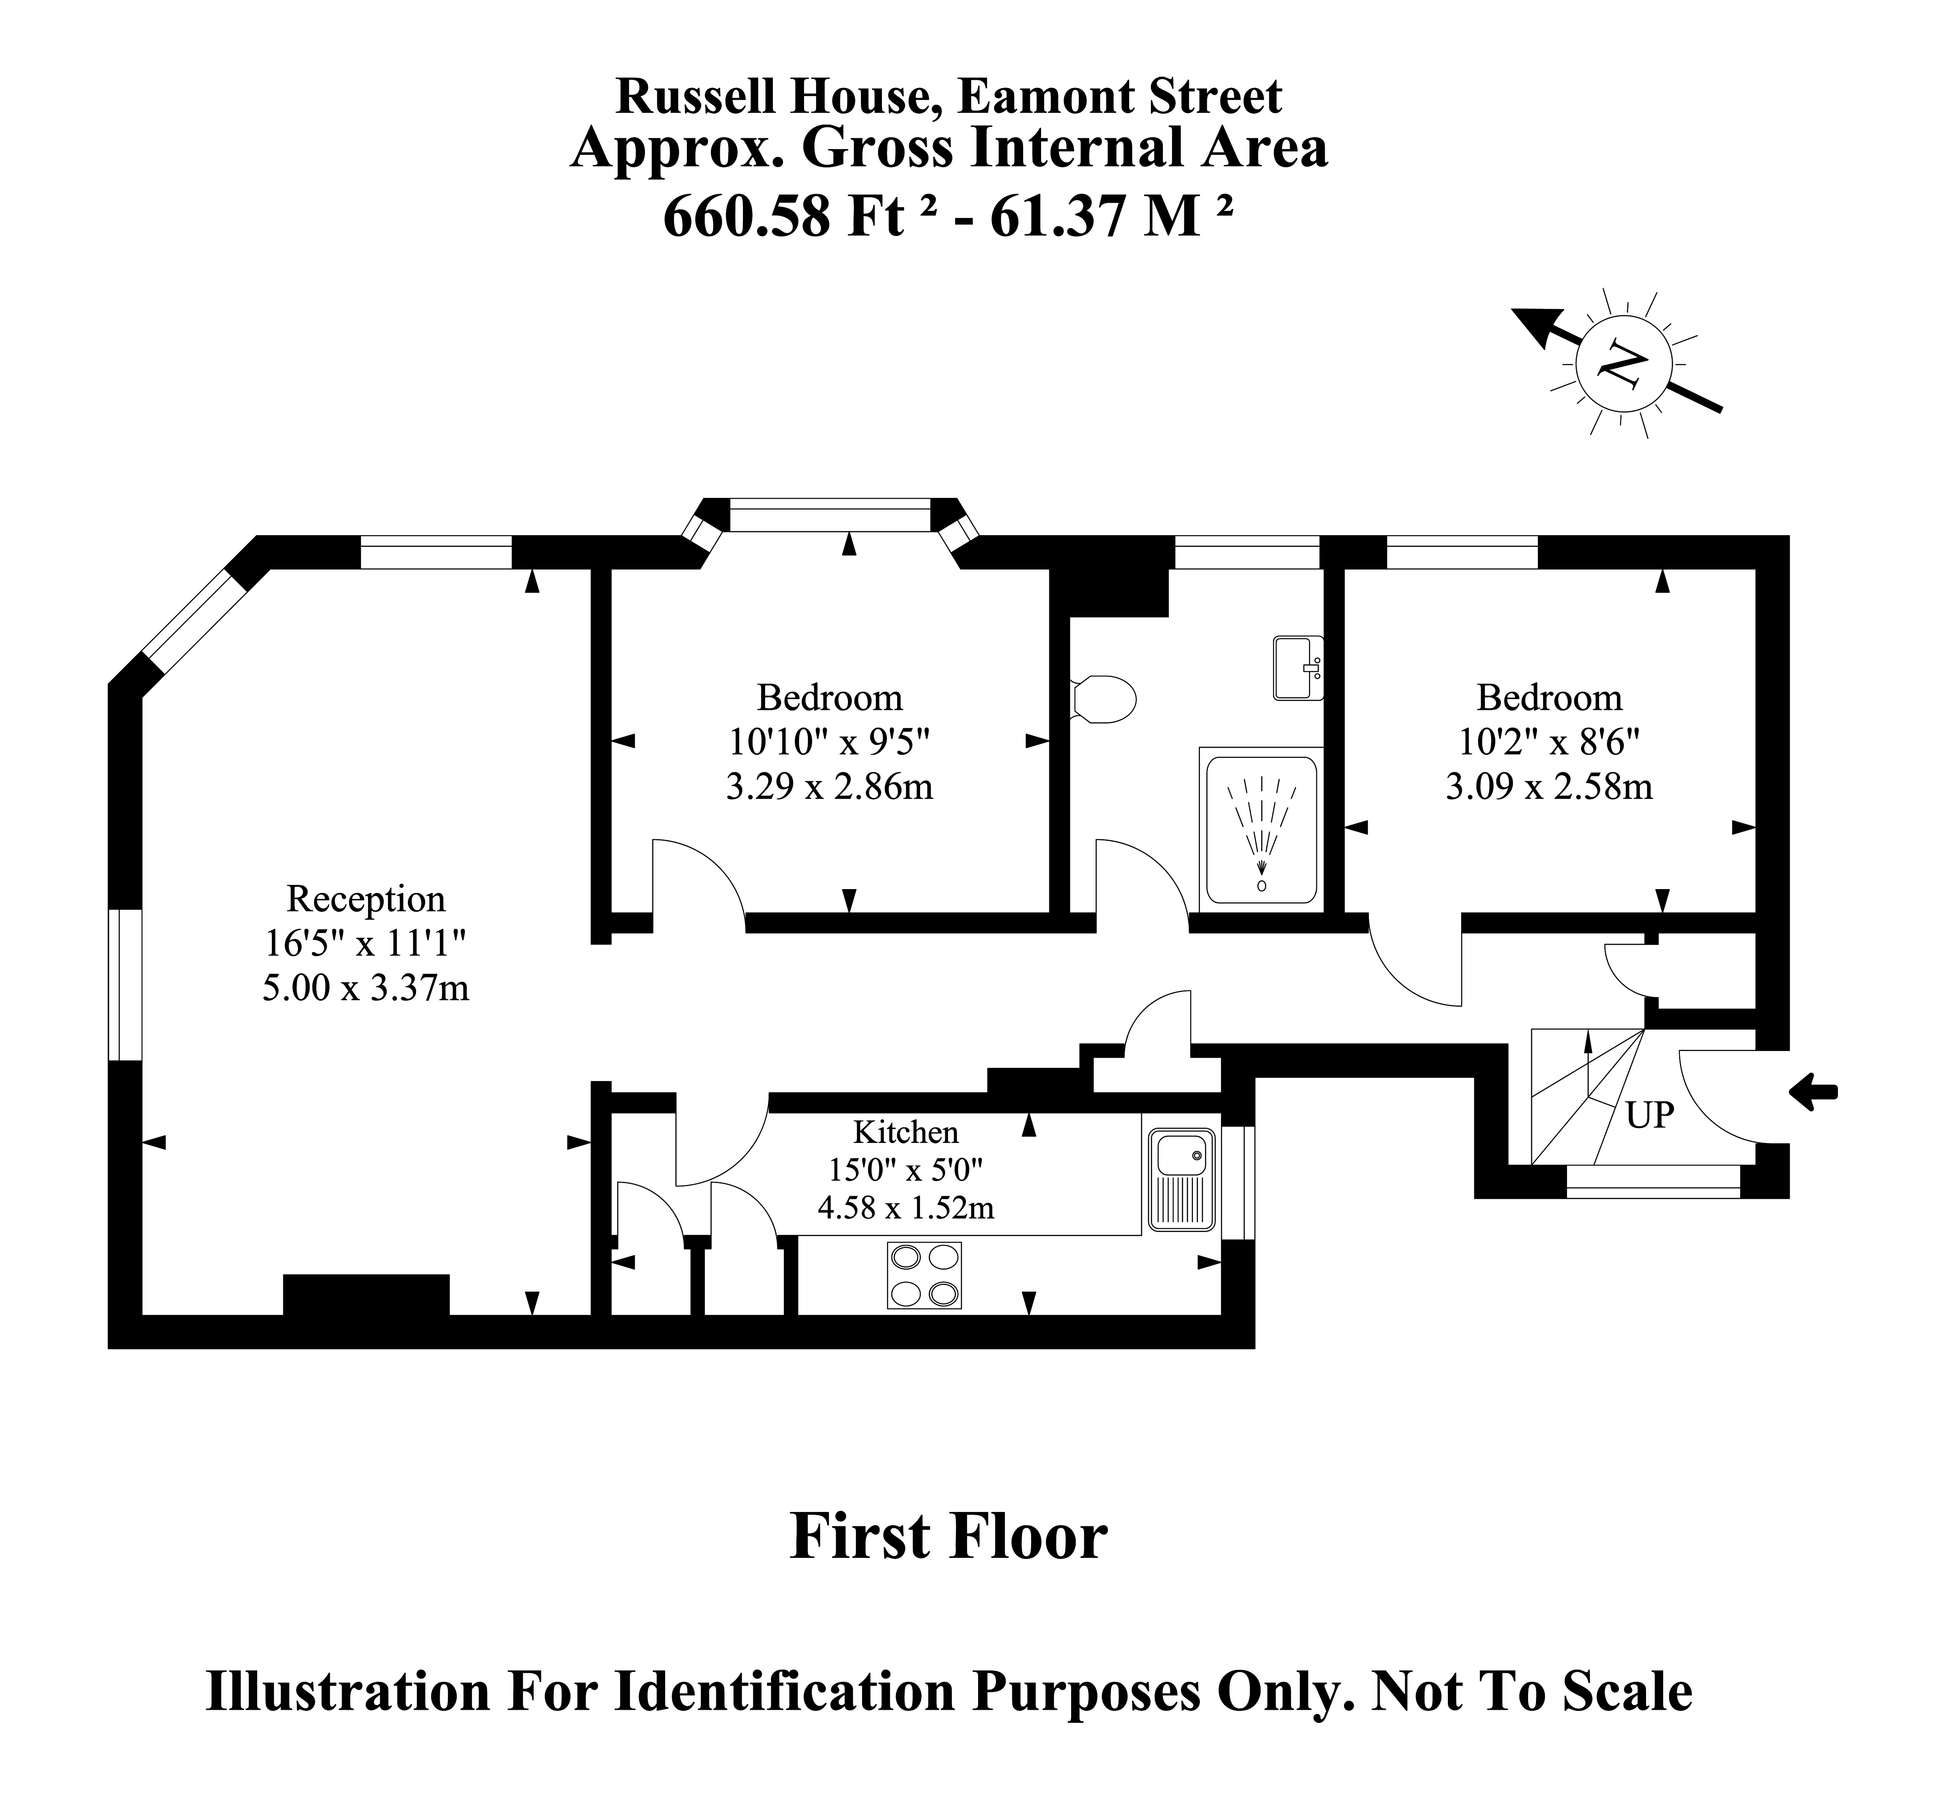 Russell House, Eamont Street
Approx. Gross Internal Area
660.58 Ft ² - 61.37 M ²
N
Bedroom
10'10" x 9'5"
3.29 x 2.86m
Bedroom
10'2" x 8'6"
3.09 x 2.58m
Reception
16'5" x 11'1"
5.00 x 3.37m
UP
Kitchen
15'0" x 5'0"
4.58 x 1.52m
First Floor
Illustration For Identification Purposes Only. Not To Scale